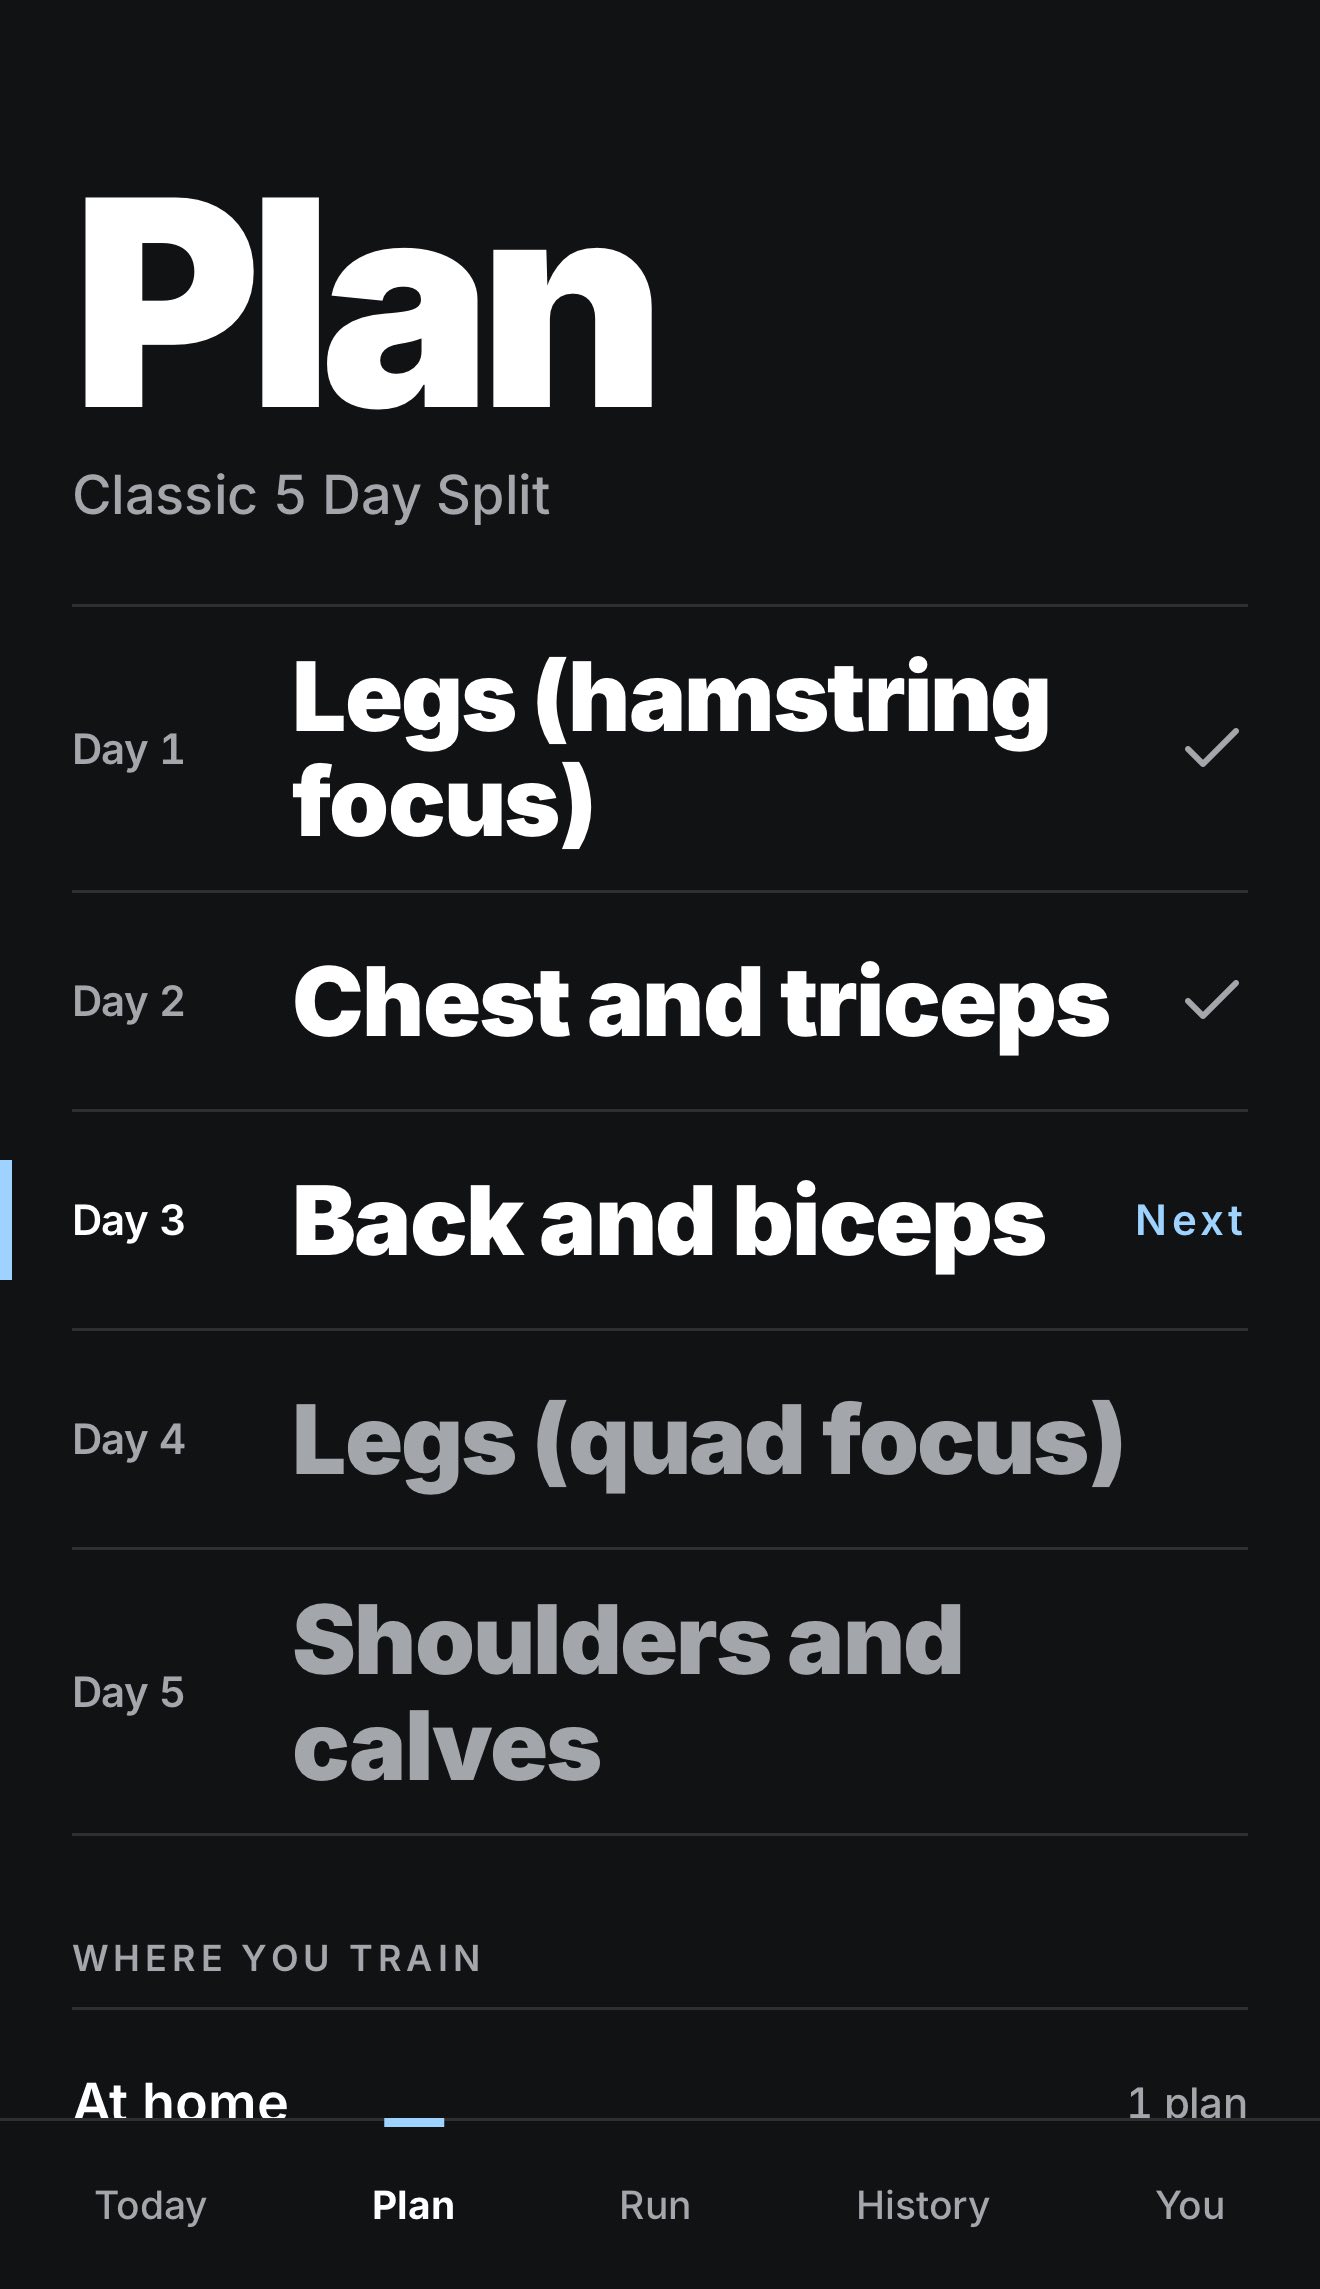 Plan
Classic 5 Day Split
Day 1
Legs (hamstring
focus)
Day 2
Chest and triceps
Day 3
Back and biceps
Next
Day 4
Legs (quad focus)
Day 5
Shoulders and
calves
WHERE YOU TRAIN
At home
1 plan
Today
Plan
Run
History
You